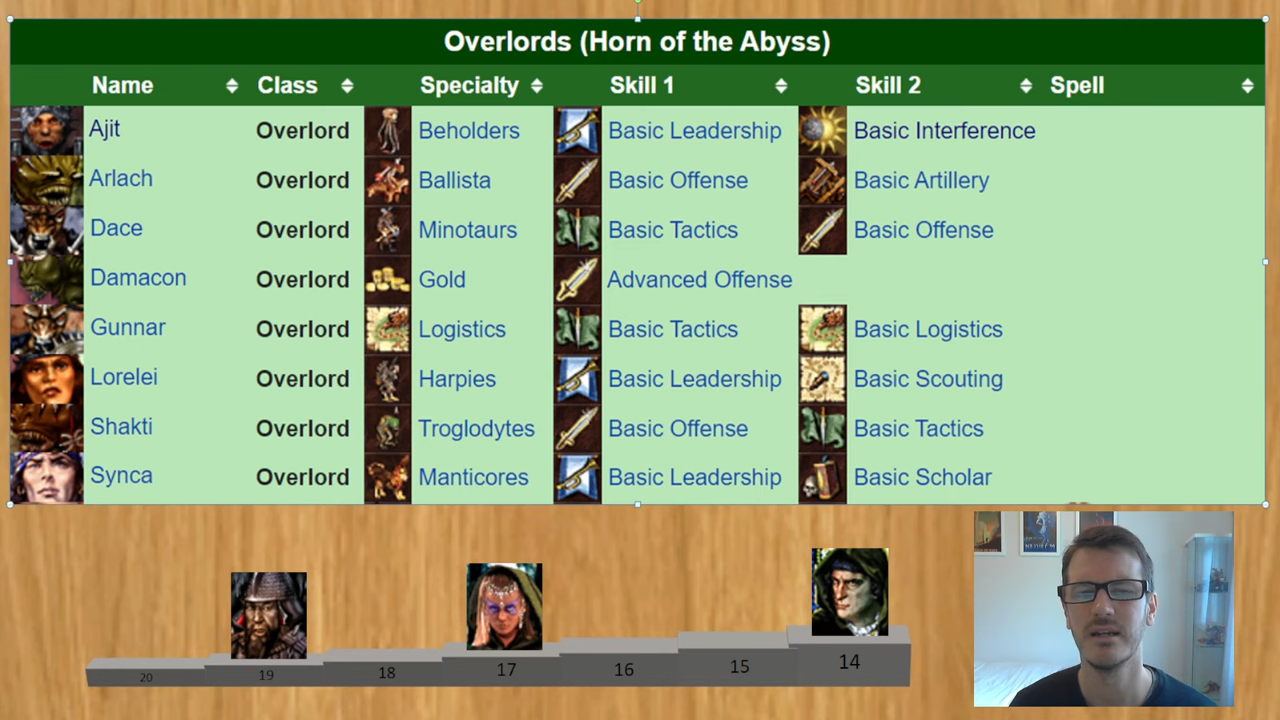 Overlords (Horn of the Abyss)
Name Class Specialty Skill 1 Skill 2 Spell
Ajit Overlord Beholders Basic Leadership Basic Interference
Arlach Overlord Ballista Basic Offense Basic Artillery
Dace Overlord Minotaurs Basic Tactics Basic Offense
Damacon Overlord Gold Advanced Offense
Gunnar Overlord Logistics Basic Tactics Basic Logistics
Lorelei Overlord Harpies Basic Leadership Basic Scouting
Shakti Overlord Troglodytes Basic Offense Basic Tactics
Synca Overlord Manticores Basic Leadership Basic Scholar
20 19 18 17 16 15 14